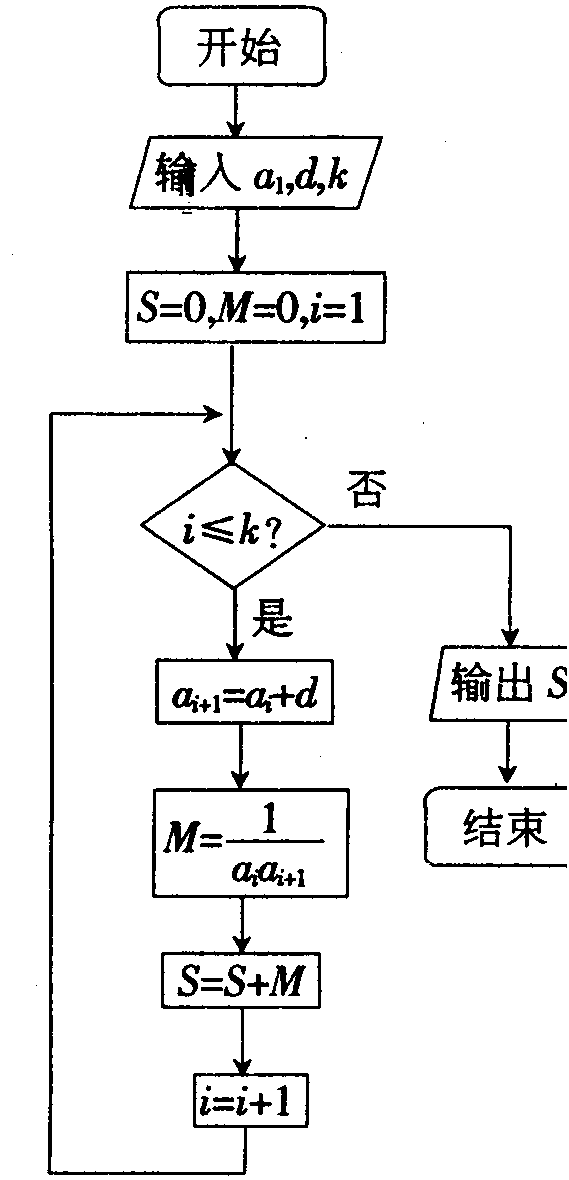 开始
输入 a₁,d,k
S=0,M=0,i=1
i≤k?
否
是
aᵢ₊₁=aᵢ+d
输出 S
M=1/(aᵢaᵢ₊₁)
结束
S=S+M
i=i+1